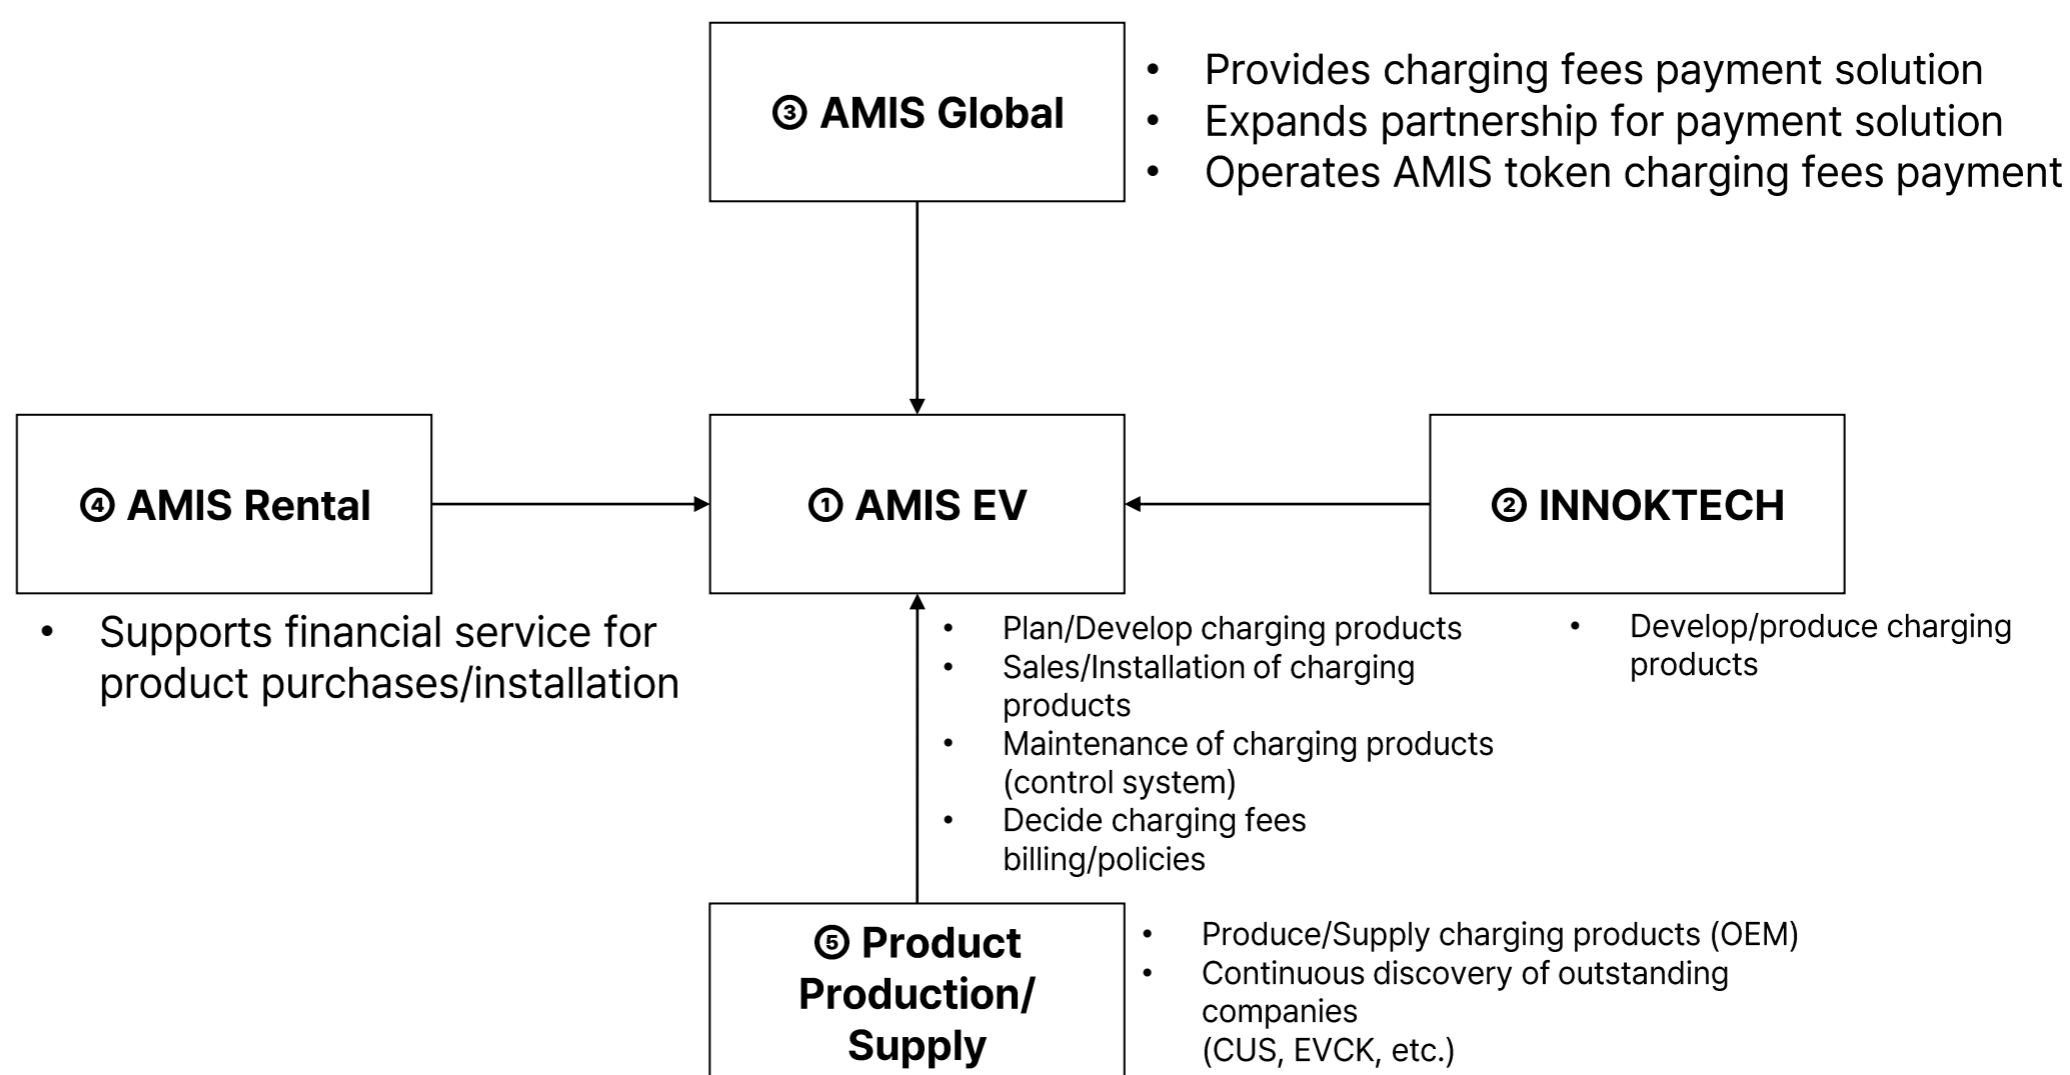 ③ AMIS Global
• Provides charging fees payment solution
• Expands partnership for payment solution
• Operates AMIS token charging fees payment
④ AMIS Rental
① AMIS EV
② INNOKTECH
• Supports financial service for
product purchases/installation
• Plan/Develop charging products
• Sales/Installation of charging
products
• Maintenance of charging products
(control system)
• Decide charging fees
billing/policies
• Develop/produce charging
products
⑤ Product
Production/
Supply
• Produce/Supply charging products (OEM)
• Continuous discovery of outstanding
companies
(CUS, EVCK, etc.)